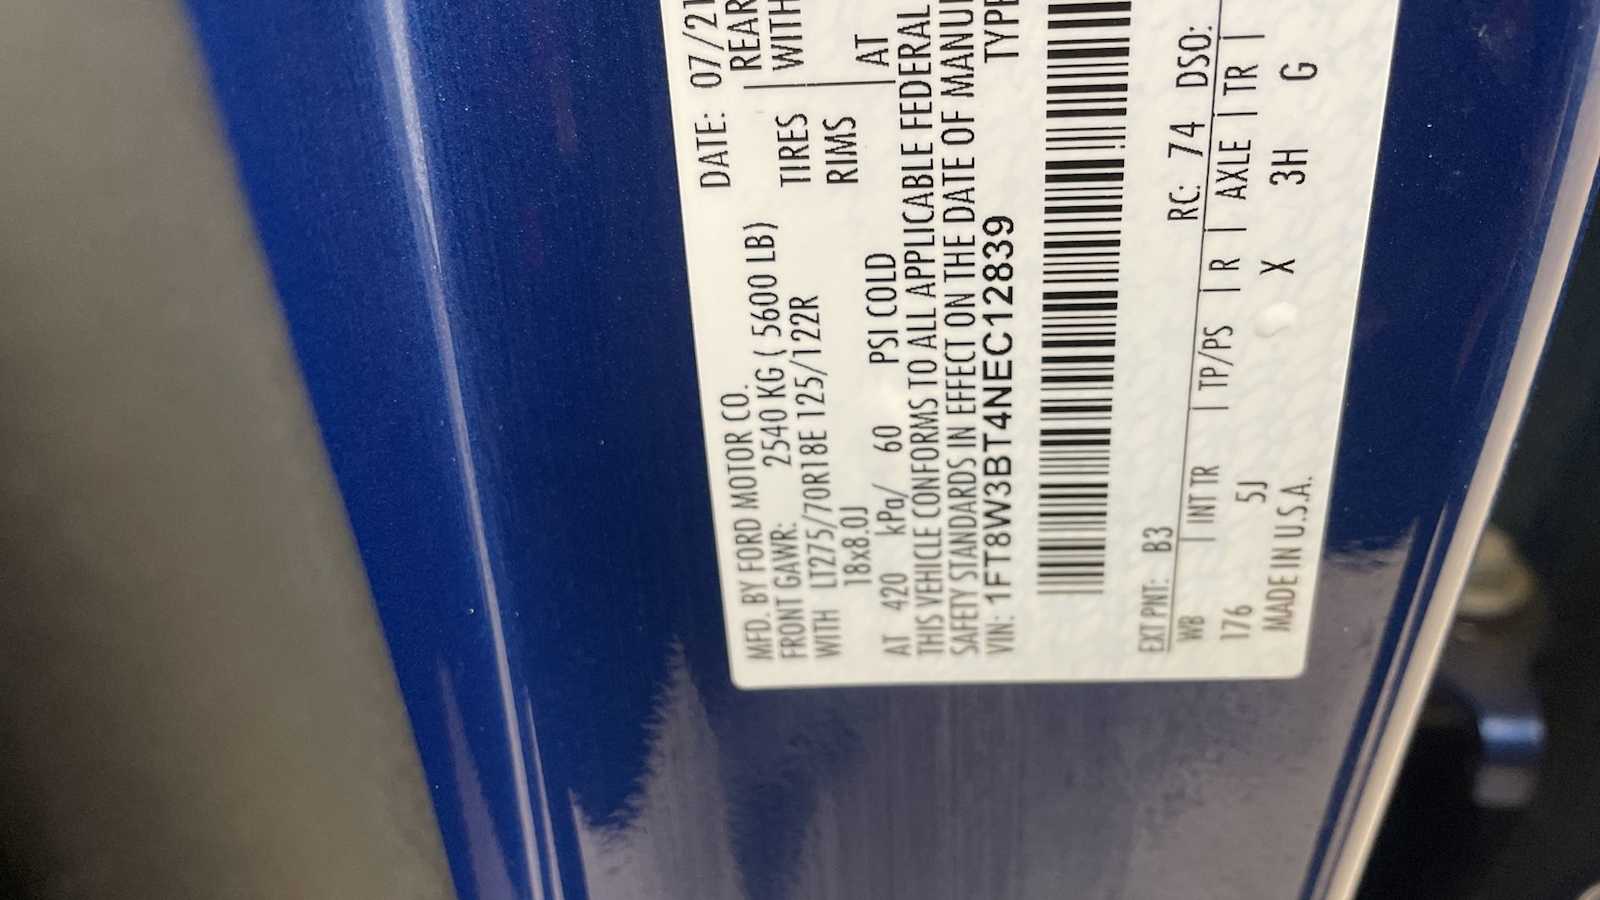 MFD. BY FORD MOTOR CO.
DATE: 07/21
FRONT GAWR: 2540 KG ( 5600 LB)
REAR
WITH LT275/70R18E 125/122R TIRES
WITH
18x8.0J RIMS
AT 420 kPa/ 60 PSI COLD
AT
THIS VEHICLE CONFORMS TO ALL APPLICABLE FEDERAL
SAFETY STANDARDS IN EFFECT ON THE DATE OF MANU
VIN: 1FT8W3BT4NEC12839
TYPE
EXT PNT: B3 RC: 74 DSO:
WB | INT TR | TP/PS | R | AXLE | TR |
176 5J X 3H G
MADE IN U.S.A.